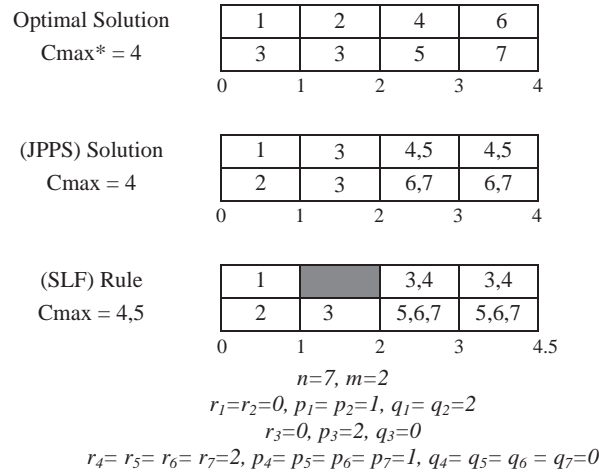 Optimal Solution 1 2 4 6
Cmax* = 4 3 3 5 7
0 1 2 3 4
(JPPS) Solution 1 3 4,5 4,5
Cmax = 4 2 3 6,7 6,7
0 1 2 3 4
(SLF) Rule 1 3,4 3,4
Cmax = 4,5 2 3 5,6,7 5,6,7
0 1 2 3 4.5
n=7, m=2
r1=r2=0, p1= p2=1, q1= q2=2
r3=0, p3=2, q3=0
r4= r5= r6= r7=2, p4= p5= p6= p7=1, q4= q5= q6 = q7=0